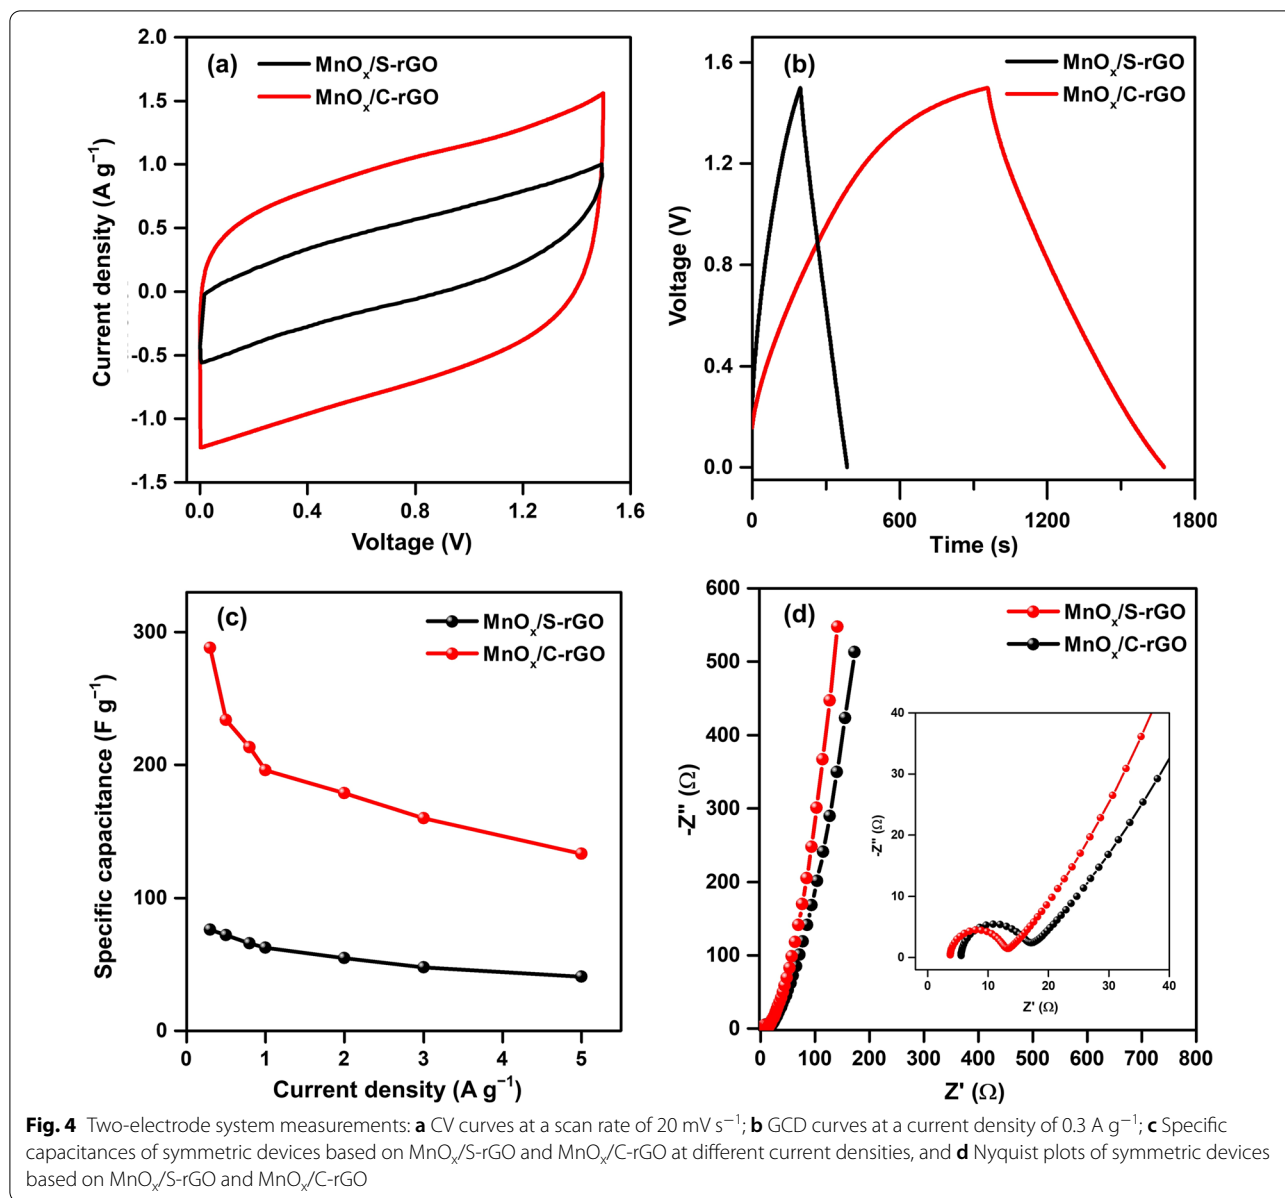 (a)
MnOx/S-rGO
MnOx/C-rGO
2.0
1.5
1.0
0.5
0.0
-0.5
-1.0
-1.5
Current density (A g⁻¹)
0.0 0.4 0.8 1.2 1.6
Voltage (V)
(b)
MnOx/S-rGO
MnOx/C-rGO
1.6
1.2
0.8
0.4
0.0
Voltage (V)
0 600 1200 1800
Time (s)
(c)
MnOx/S-rGO
MnOx/C-rGO
300
200
100
0
Specific capacitance (F g⁻¹)
0 1 2 3 4 5
Current density (A g⁻¹)
(d)
MnOx/S-rGO
MnOx/C-rGO
600
500
400
300
200
100
0
-Z'' (Ω)
40
30
20
10
0
-Z'' (Ω)
0 10 20 30 40
Z' (Ω)
0 100 200 300 400 500 600 700 800
Z' (Ω)
Fig. 4 Two-electrode system measurements: a CV curves at a scan rate of 20 mV s⁻¹; b GCD curves at a current density of 0.3 A g⁻¹; c Specific
capacitances of symmetric devices based on MnOx/S-rGO and MnOx/C-rGO at different current densities, and d Nyquist plots of symmetric devices
based on MnOx/S-rGO and MnOx/C-rGO